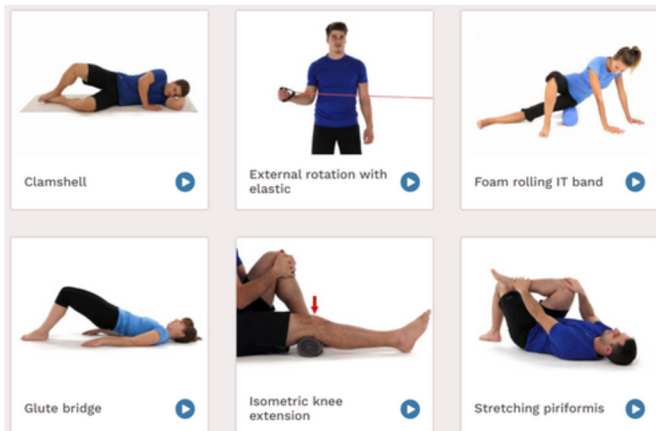 Clamshell
External rotation with
elastic
Foam rolling IT band
Glute bridge
Isometric knee
extension
Stretching piriformis